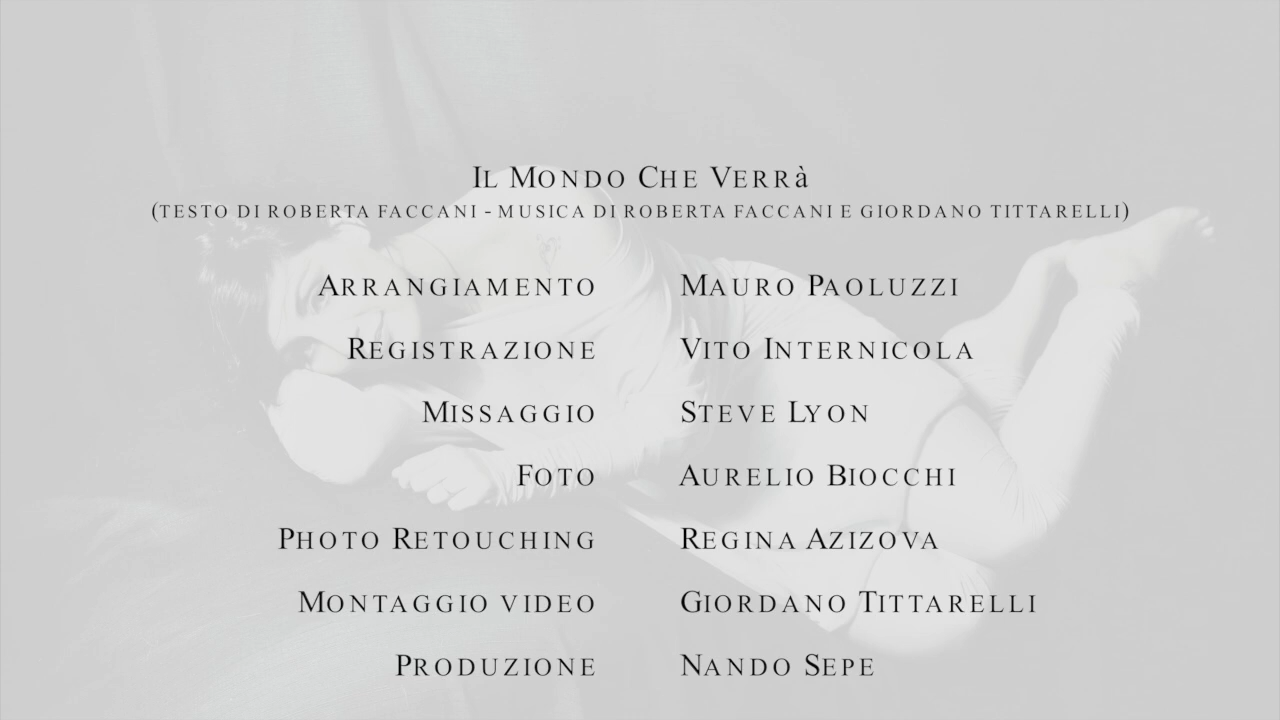 Il Mondo Che Verrà
(TESTO DI ROBERTA FACCANI - MUSICA DI ROBERTA FACCANI E GIORDANO TITTARELLI)
Arrangiamento Mauro Paoluzzi
Registrazione Vito Internicola
Missaggio Steve Lyon
Foto Aurelio Biocchi
Photo Retouching Regina Azizova
Montaggio video Giordano Tittarelli
Produzione Nando Sepe